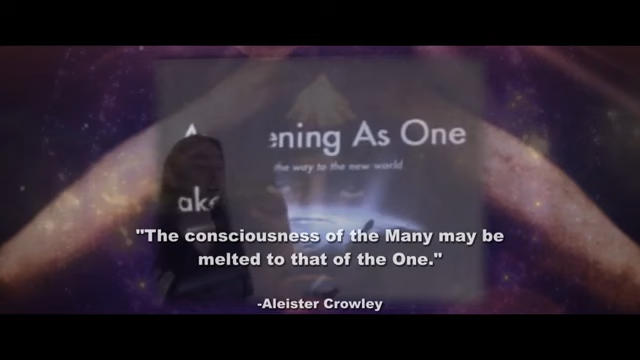 ening As One
the way to the new world
ake
"The consciousness of the Many may be
melted to that of the One."
-Aleister Crowley